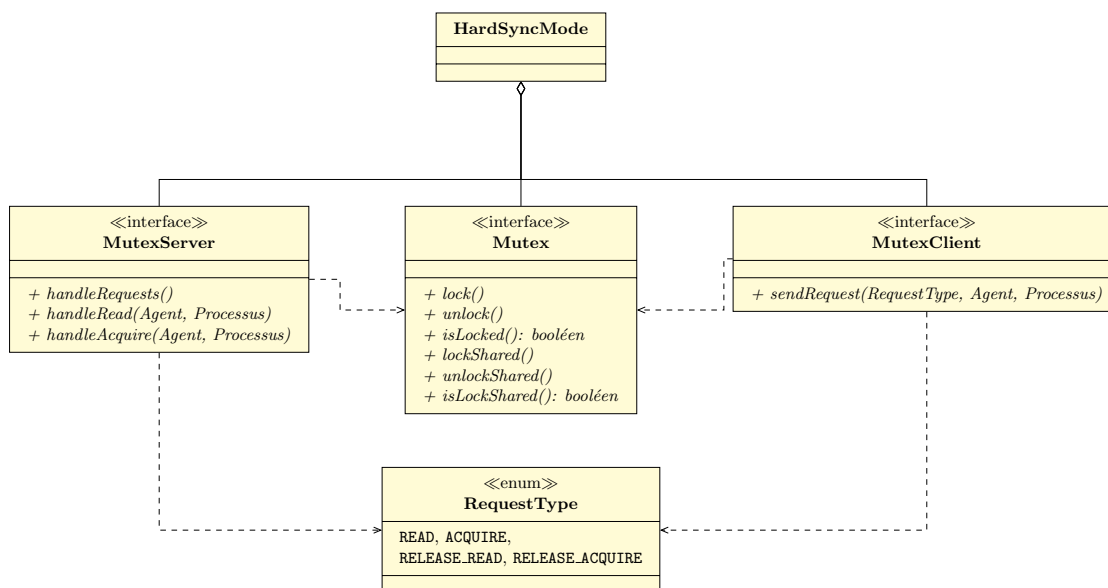 HardSyncMode
≪interface≫
MutexServer
+ handleRequests()
+ handleRead(Agent, Processus)
+ handleAcquire(Agent, Processus)
≪interface≫
Mutex
+ lock()
+ unlock()
+ isLocked(): booléen
+ lockShared()
+ unlockShared()
+ isLockShared(): booléen
≪interface≫
MutexClient
+ sendRequest(RequestType, Agent, Processus)
≪enum≫
RequestType
READ, ACQUIRE,
RELEASE_READ, RELEASE_ACQUIRE